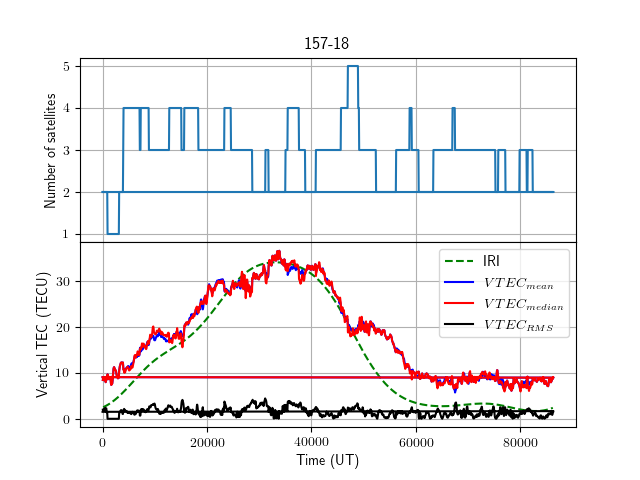 157-18
Number of satellites
5
4
3
2
1
Vertical TEC (TECU)
30
20
10
0
IRI
VTEC_mean
VTEC_median
VTEC_RMS
0 20000 40000 60000 80000
Time (UT)